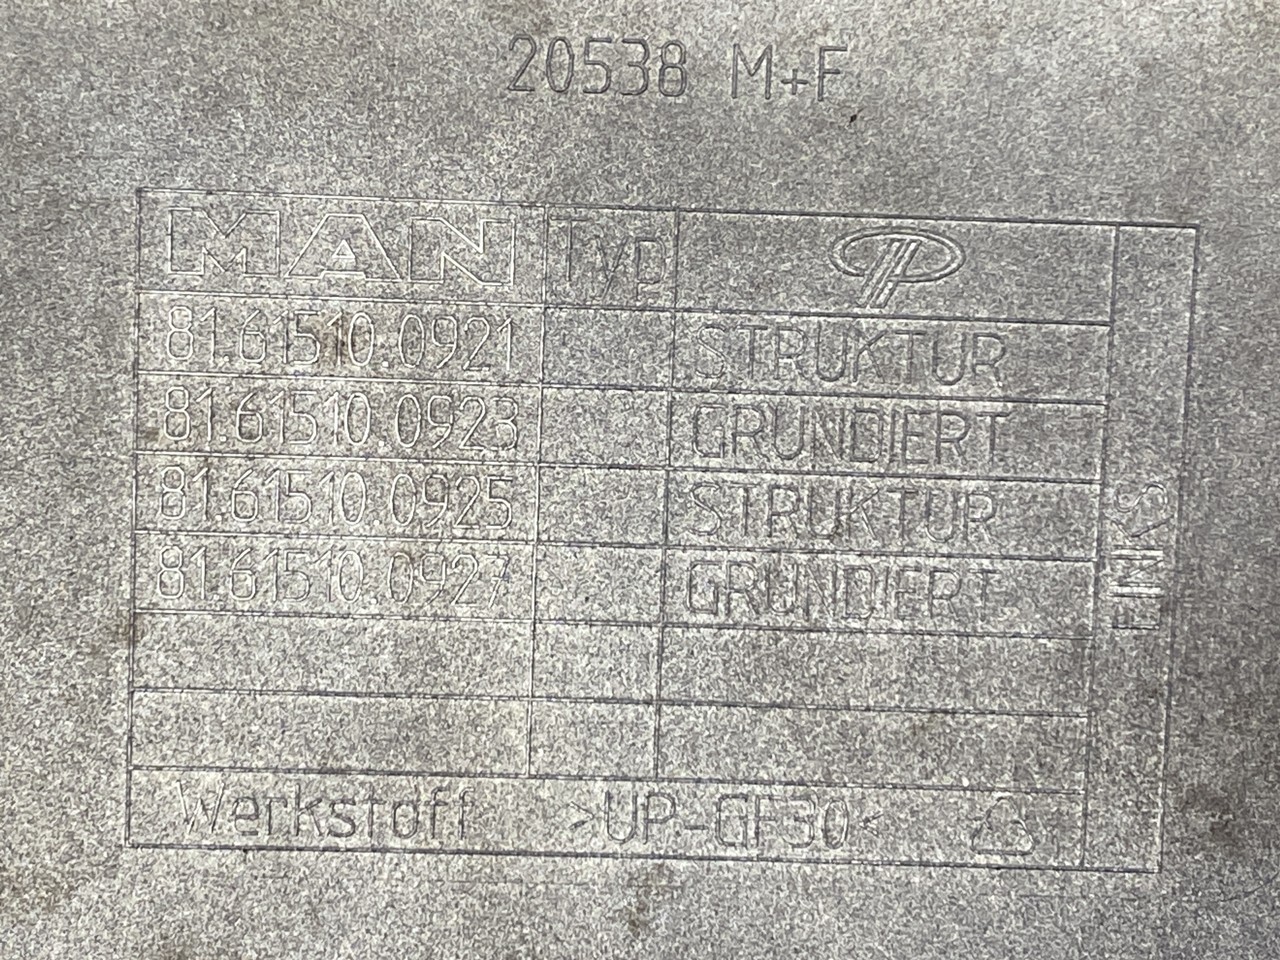 20538 M+F
MAN Typ
81.61510.0921 STRUKTUR
81.61510.0923 GRUNDIERT
81.61510.0925 STRUKTUR
81.61510.0927 GRUNDIERT
Werkstoff >UP-GF30<